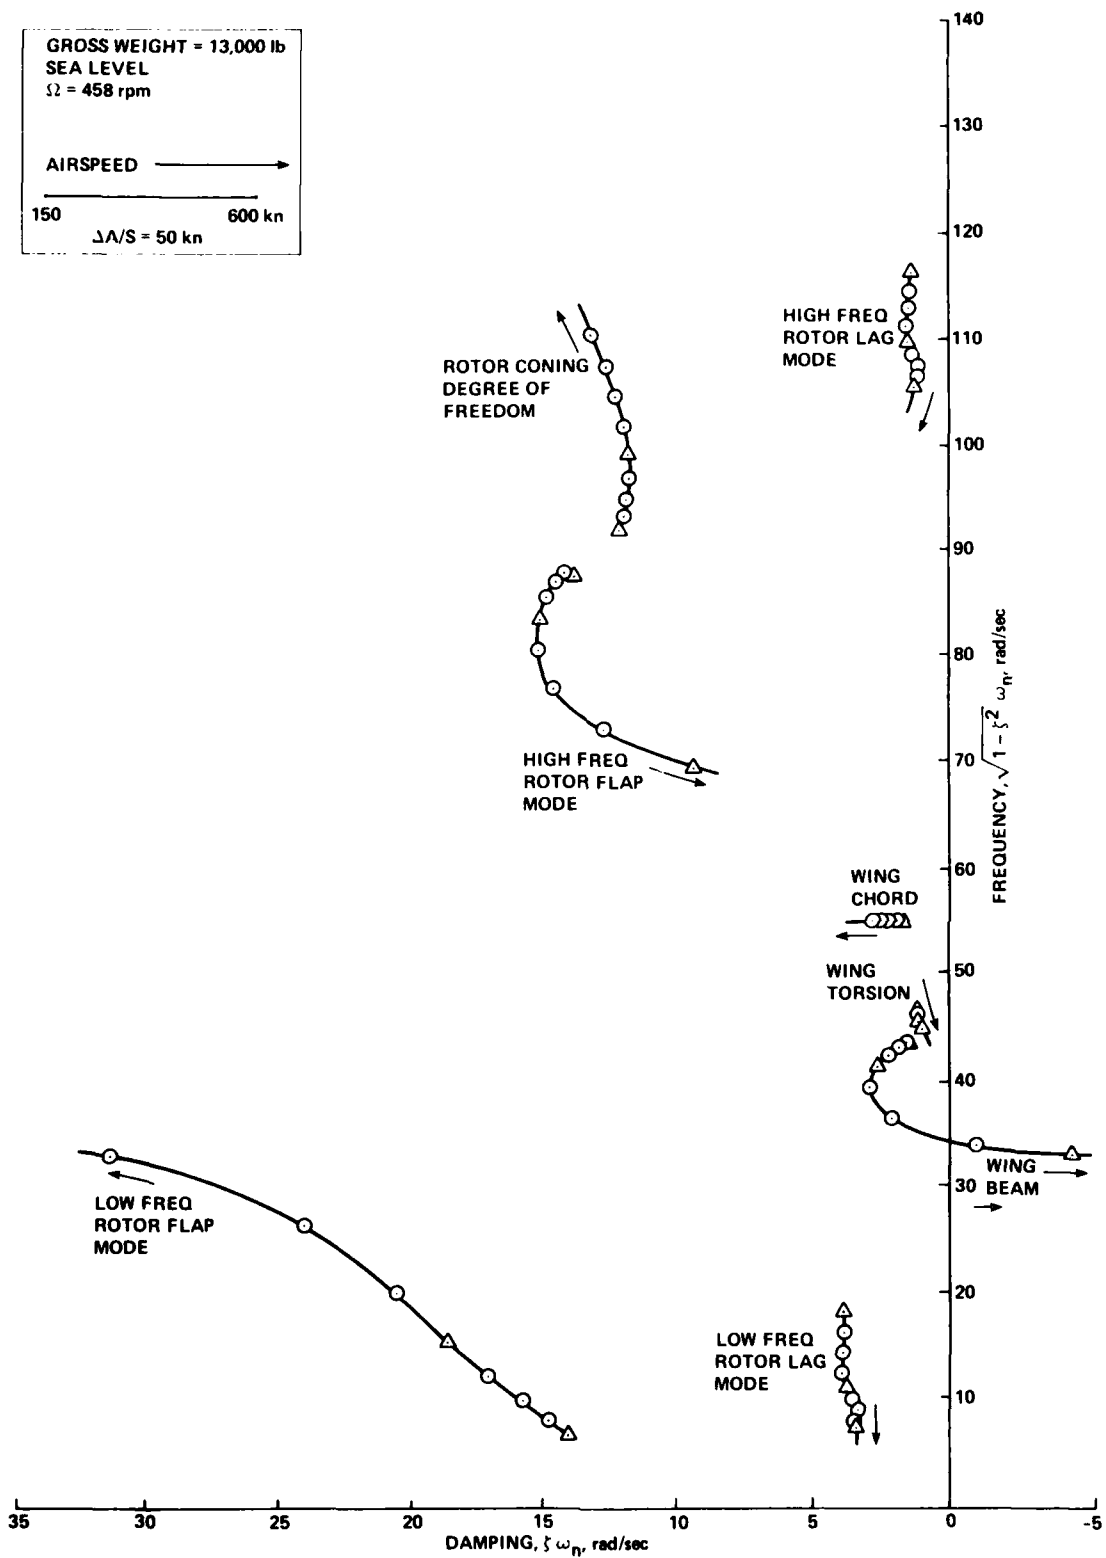 GROSS WEIGHT = 13,000 lb
SEA LEVEL
Ω = 458 rpm
AIRSPEED
150
600 kn
ΔA/S = 50 kn
140
130
120
110
100
90
80
70
60
50
40
30
20
10
FREQUENCY, √1 − ζ² ωn, rad/sec
HIGH FREQ
ROTOR LAG
MODE
ROTOR CONING
DEGREE OF
FREEDOM
HIGH FREQ
ROTOR FLAP
MODE
WING
CHORD
WING
TORSION
WING
BEAM
LOW FREQ
ROTOR FLAP
MODE
LOW FREQ
ROTOR LAG
MODE
35
30
25
20
15
10
5
0
-5
DAMPING, ζ ωn, rad/sec